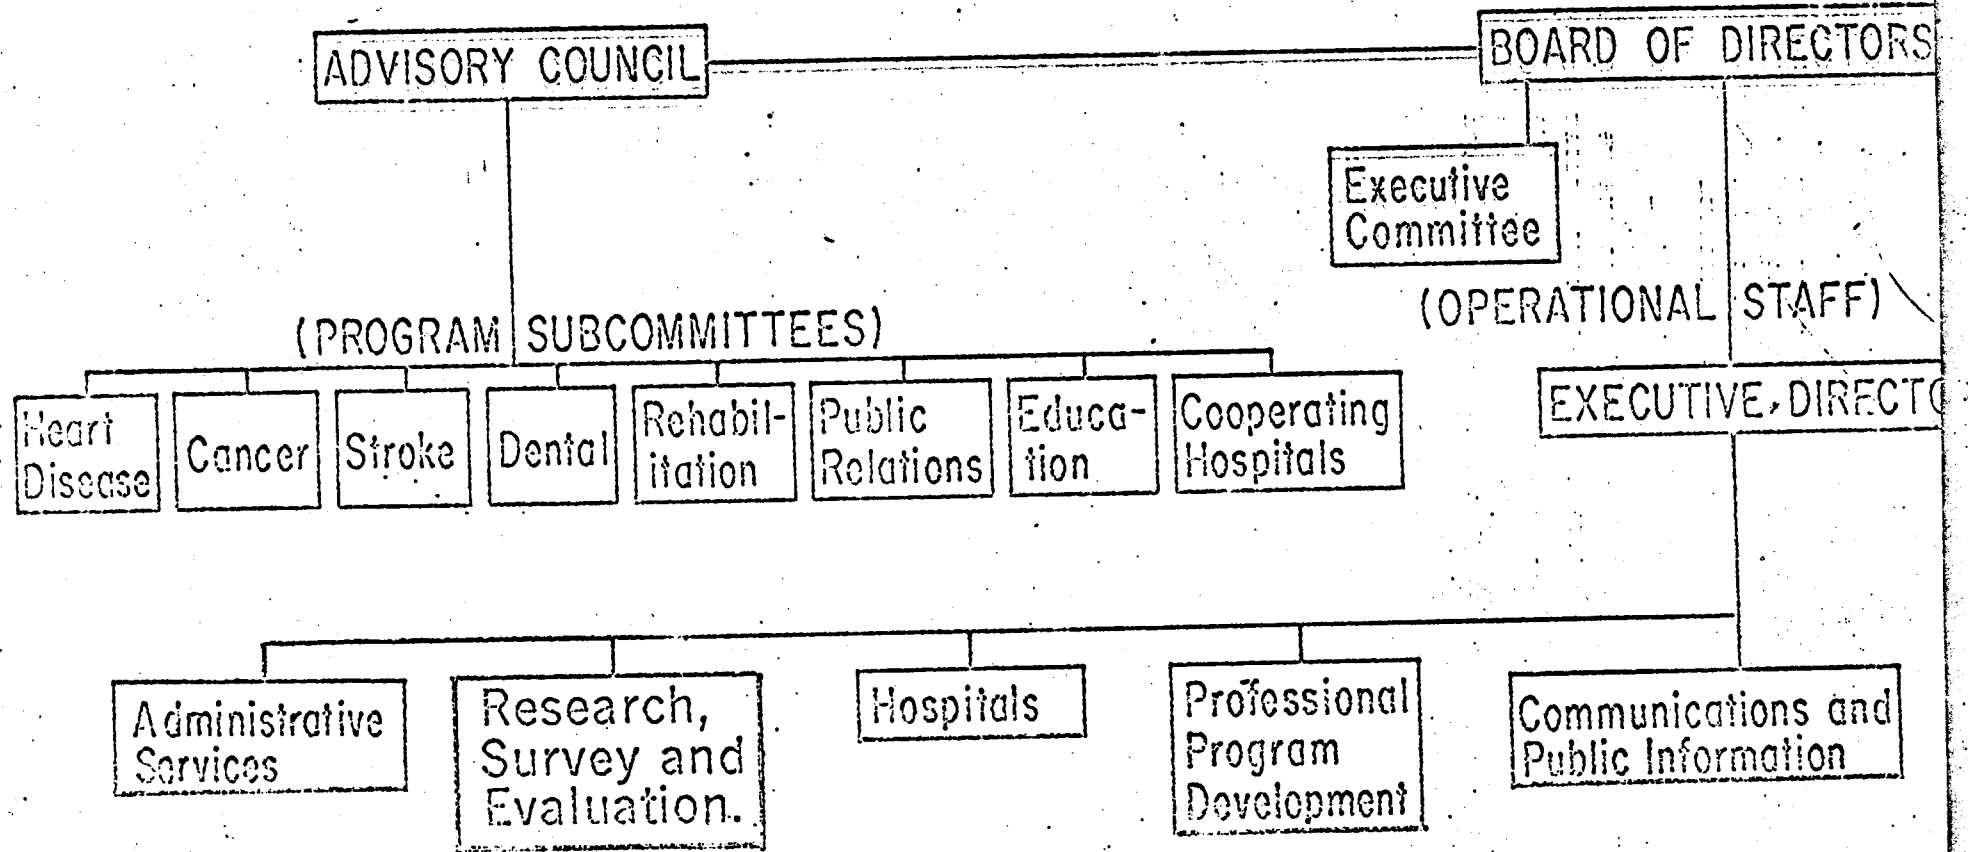 ADVISORY COUNCIL
BOARD OF DIRECTORS
Executive
Committee
(OPERATIONAL STAFF)
(PROGRAM SUBCOMMITTEES)
Heart
Disease
Cancer
Stroke
Dental
Rehabil-
itation
Public
Relations
Educa-
tion
Cooperating
Hospitals
EXECUTIVE DIRECTO
Administrative
Services
Research,
Survey and
Evaluation.
Hospitals
Professional
Program
Development
Communications and
Public Information